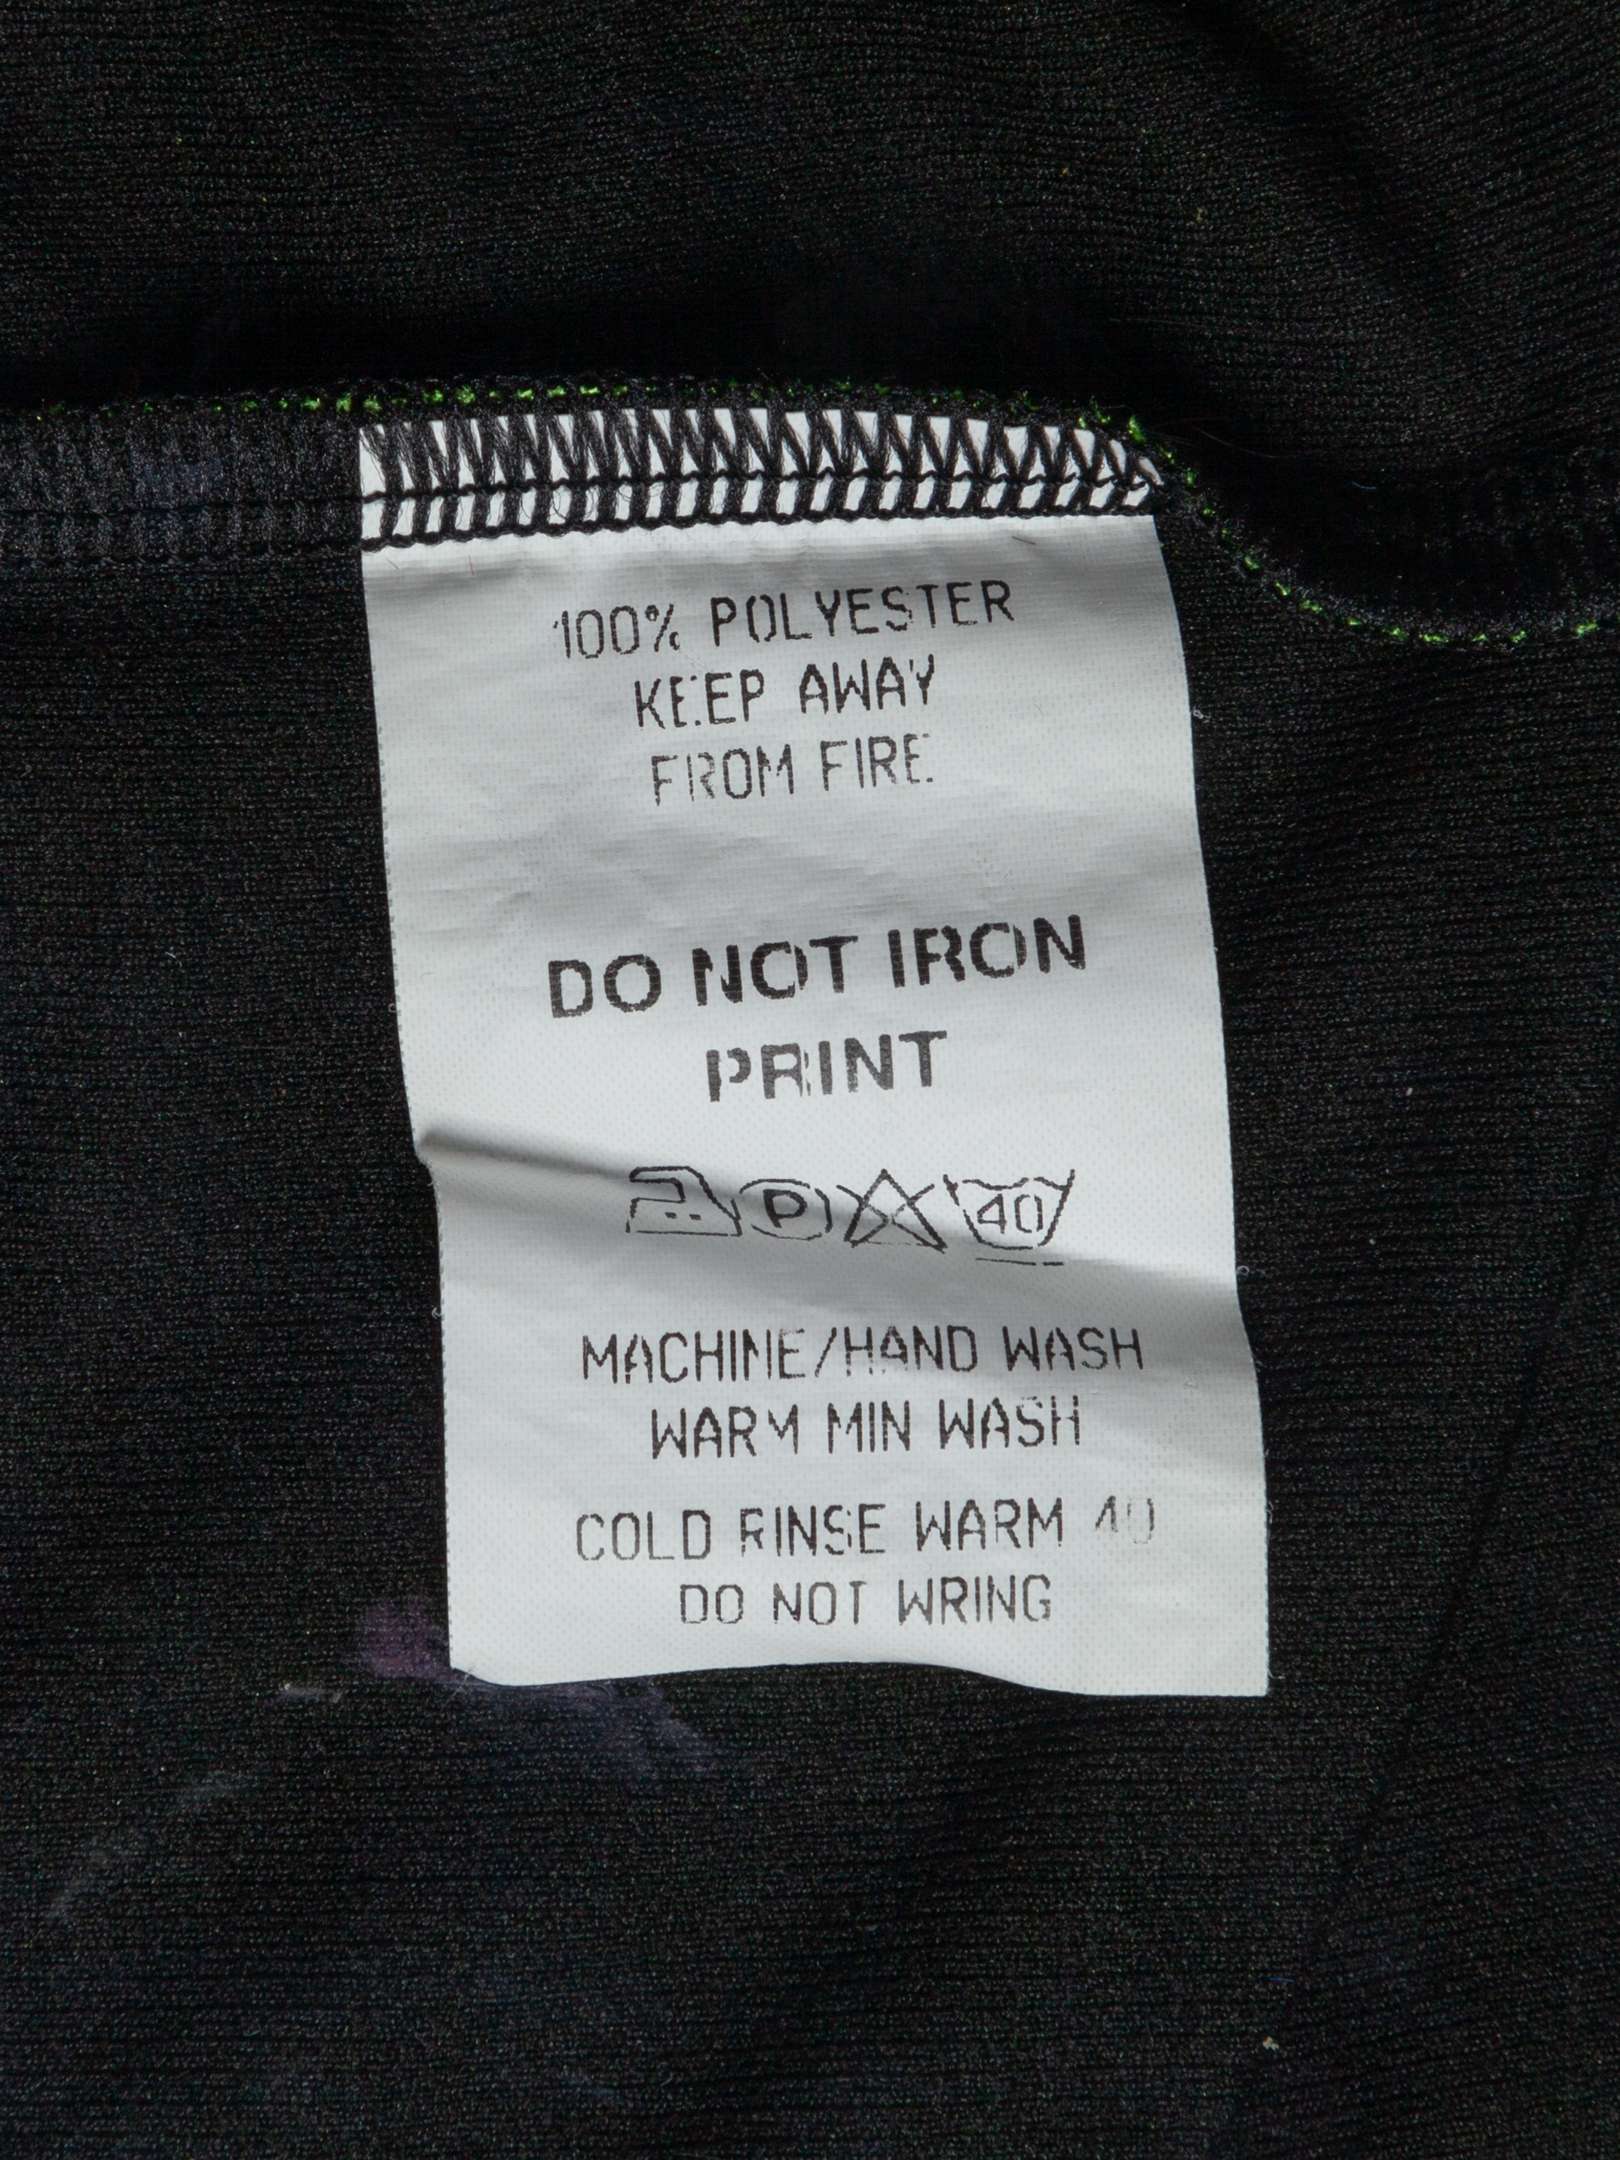 100% POLYESTER
KEEP AWAY
FROM FIRE
DO NOT IRON
PRINT
P 40
MACHINE/HAND WASH
WARM MIN WASH
COLD RINSE WARM 40
DO NOT WRING